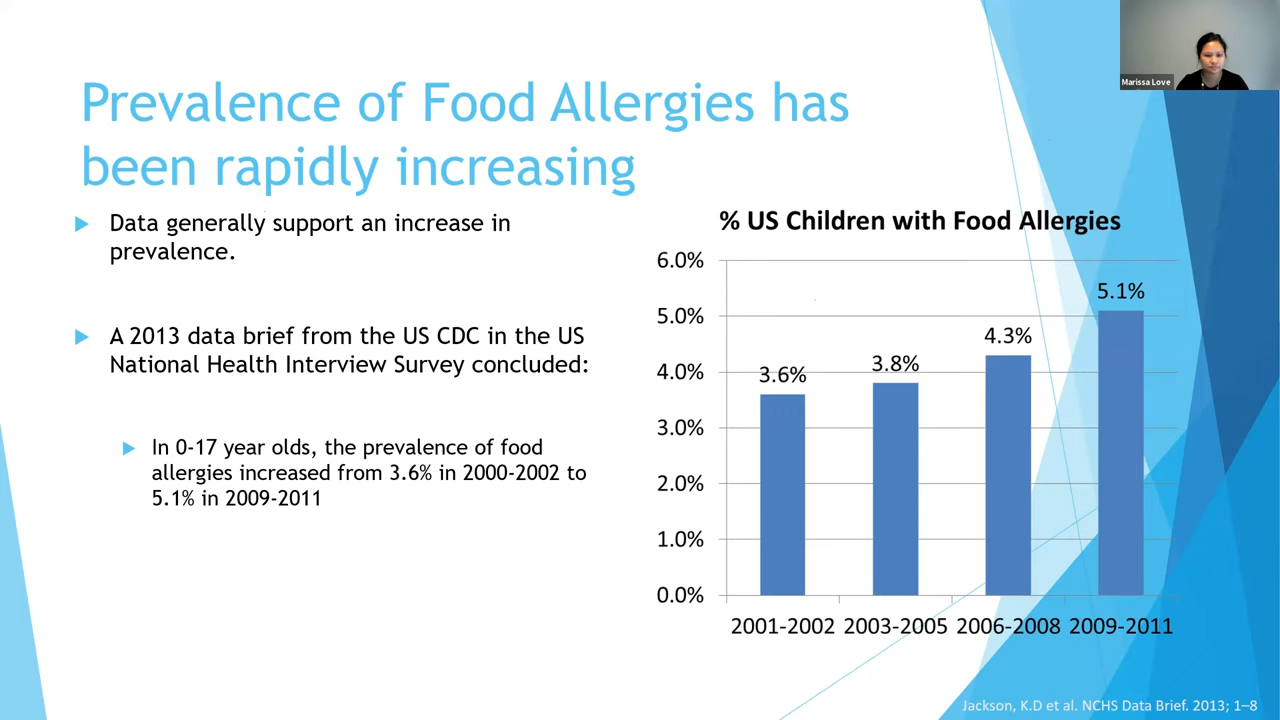 Marissa Love
Prevalence of Food Allergies has
been rapidly increasing
Data generally support an increase in
prevalence.
A 2013 data brief from the US CDC in the US
National Health Interview Survey concluded:
In 0-17 year olds, the prevalence of food
allergies increased from 3.6% in 2000-2002 to
5.1% in 2009-2011
% US Children with Food Allergies
6.0%
5.0%
4.0%
3.0%
2.0%
1.0%
0.0%
3.6%
3.8%
4.3%
5.1%
2001-2002 2003-2005 2006-2008 2009-2011
Jackson, K.D et al. NCHS Data Brief. 2013; 1–8